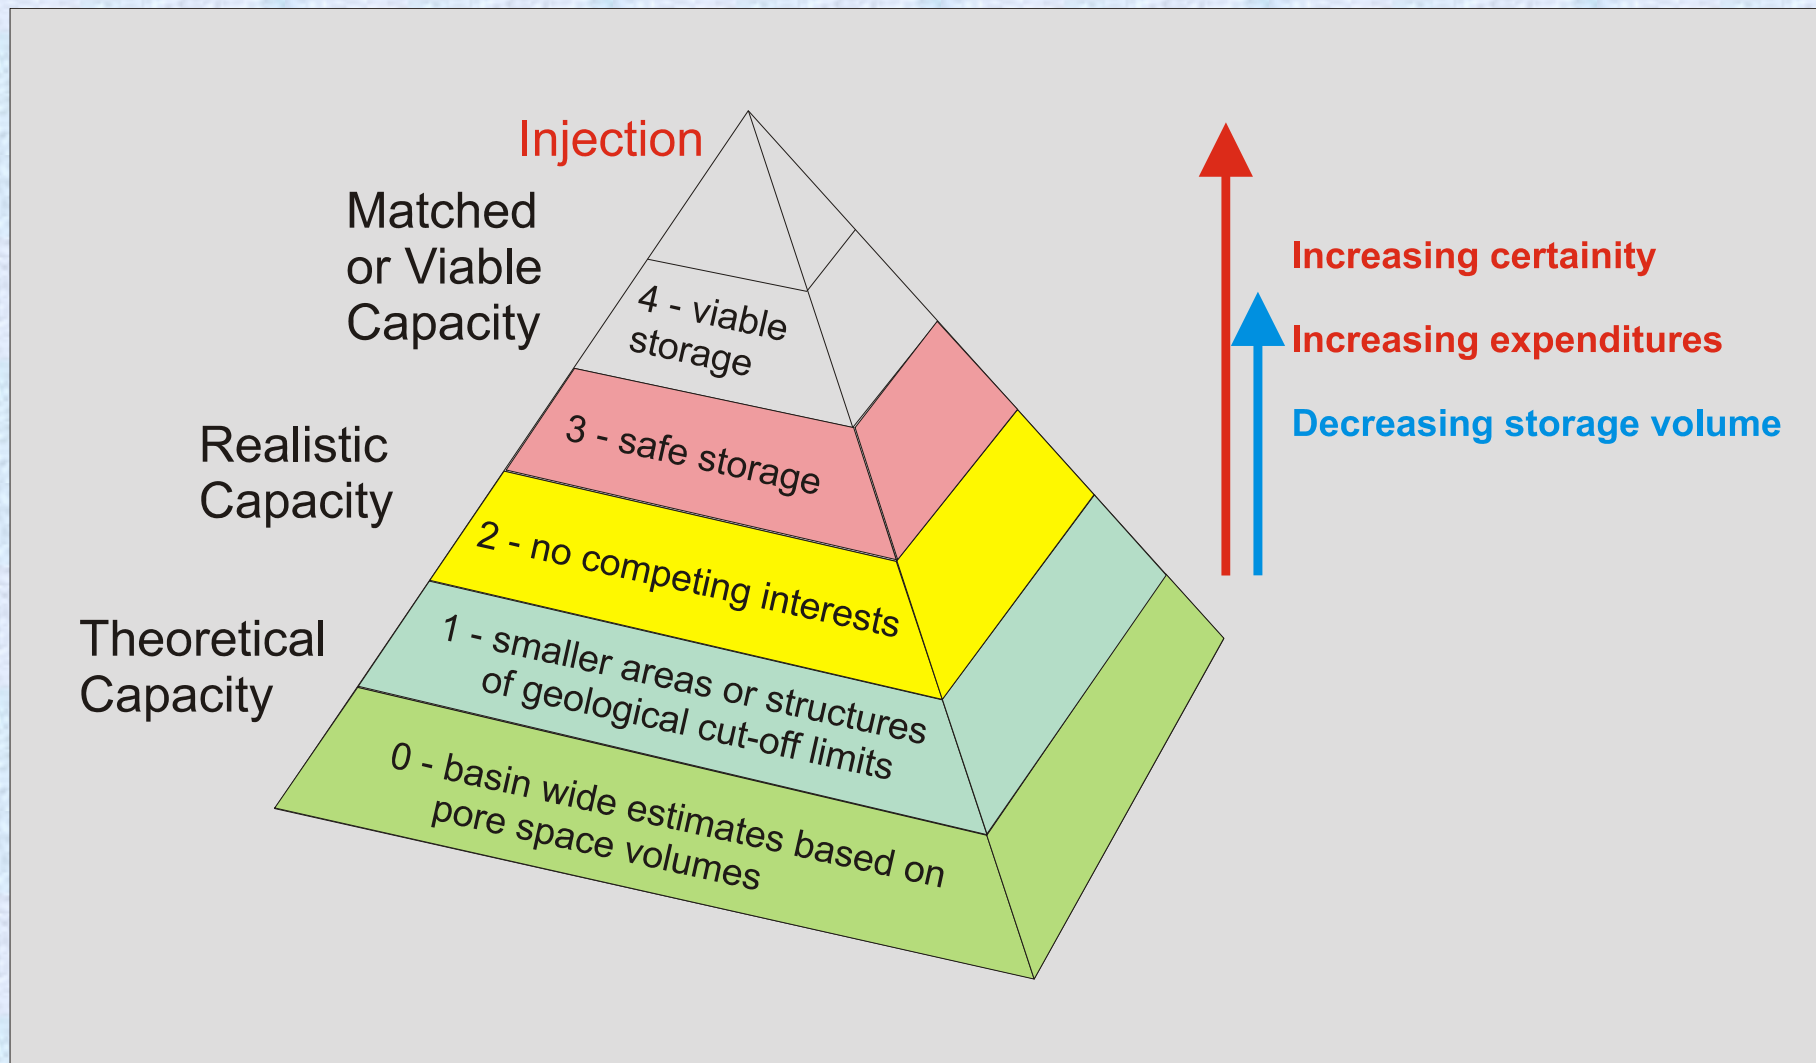 Injection
Matched
or Viable
Capacity
4 - viable
storage
3 - safe storage
Realistic
Capacity
2 - no competing interests
Theoretical
Capacity
1 - smaller areas or structures
of geological cut-off limits
0 - basin wide estimates based on
pore space volumes
Increasing certainity
Increasing expenditures
Decreasing storage volume